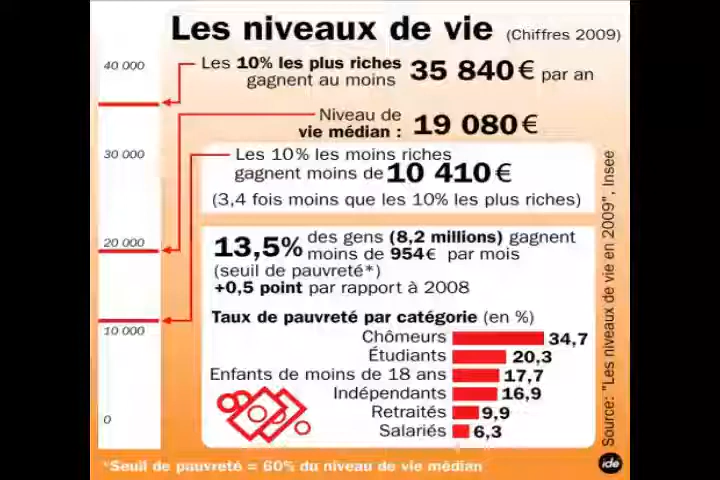 Les niveaux de vie (Chiffres 2009)
40 000
Les 10% les plus riches
gagnent au moins 35 840 € par an
Niveau de
vie médian : 19 080 €
30 000
Les 10% les moins riches
gagnent moins de 10 410 €
(3,4 fois moins que les 10% les plus riches)
20 000
13,5% des gens (8,2 millions) gagnent
moins de 954€ par mois
(seuil de pauvreté*)
+0,5 point par rapport à 2008
10 000
Taux de pauvreté par catégorie (en %)
Chômeurs 34,7
Étudiants 20,3
Enfants de moins de 18 ans 17,7
Indépendants 16,9
Retraités 9,9
Salariés 6,3
0
*Seuil de pauvreté = 60% du niveau de vie médian
Source: "Les niveaux de vie en 2009", Insee
ide